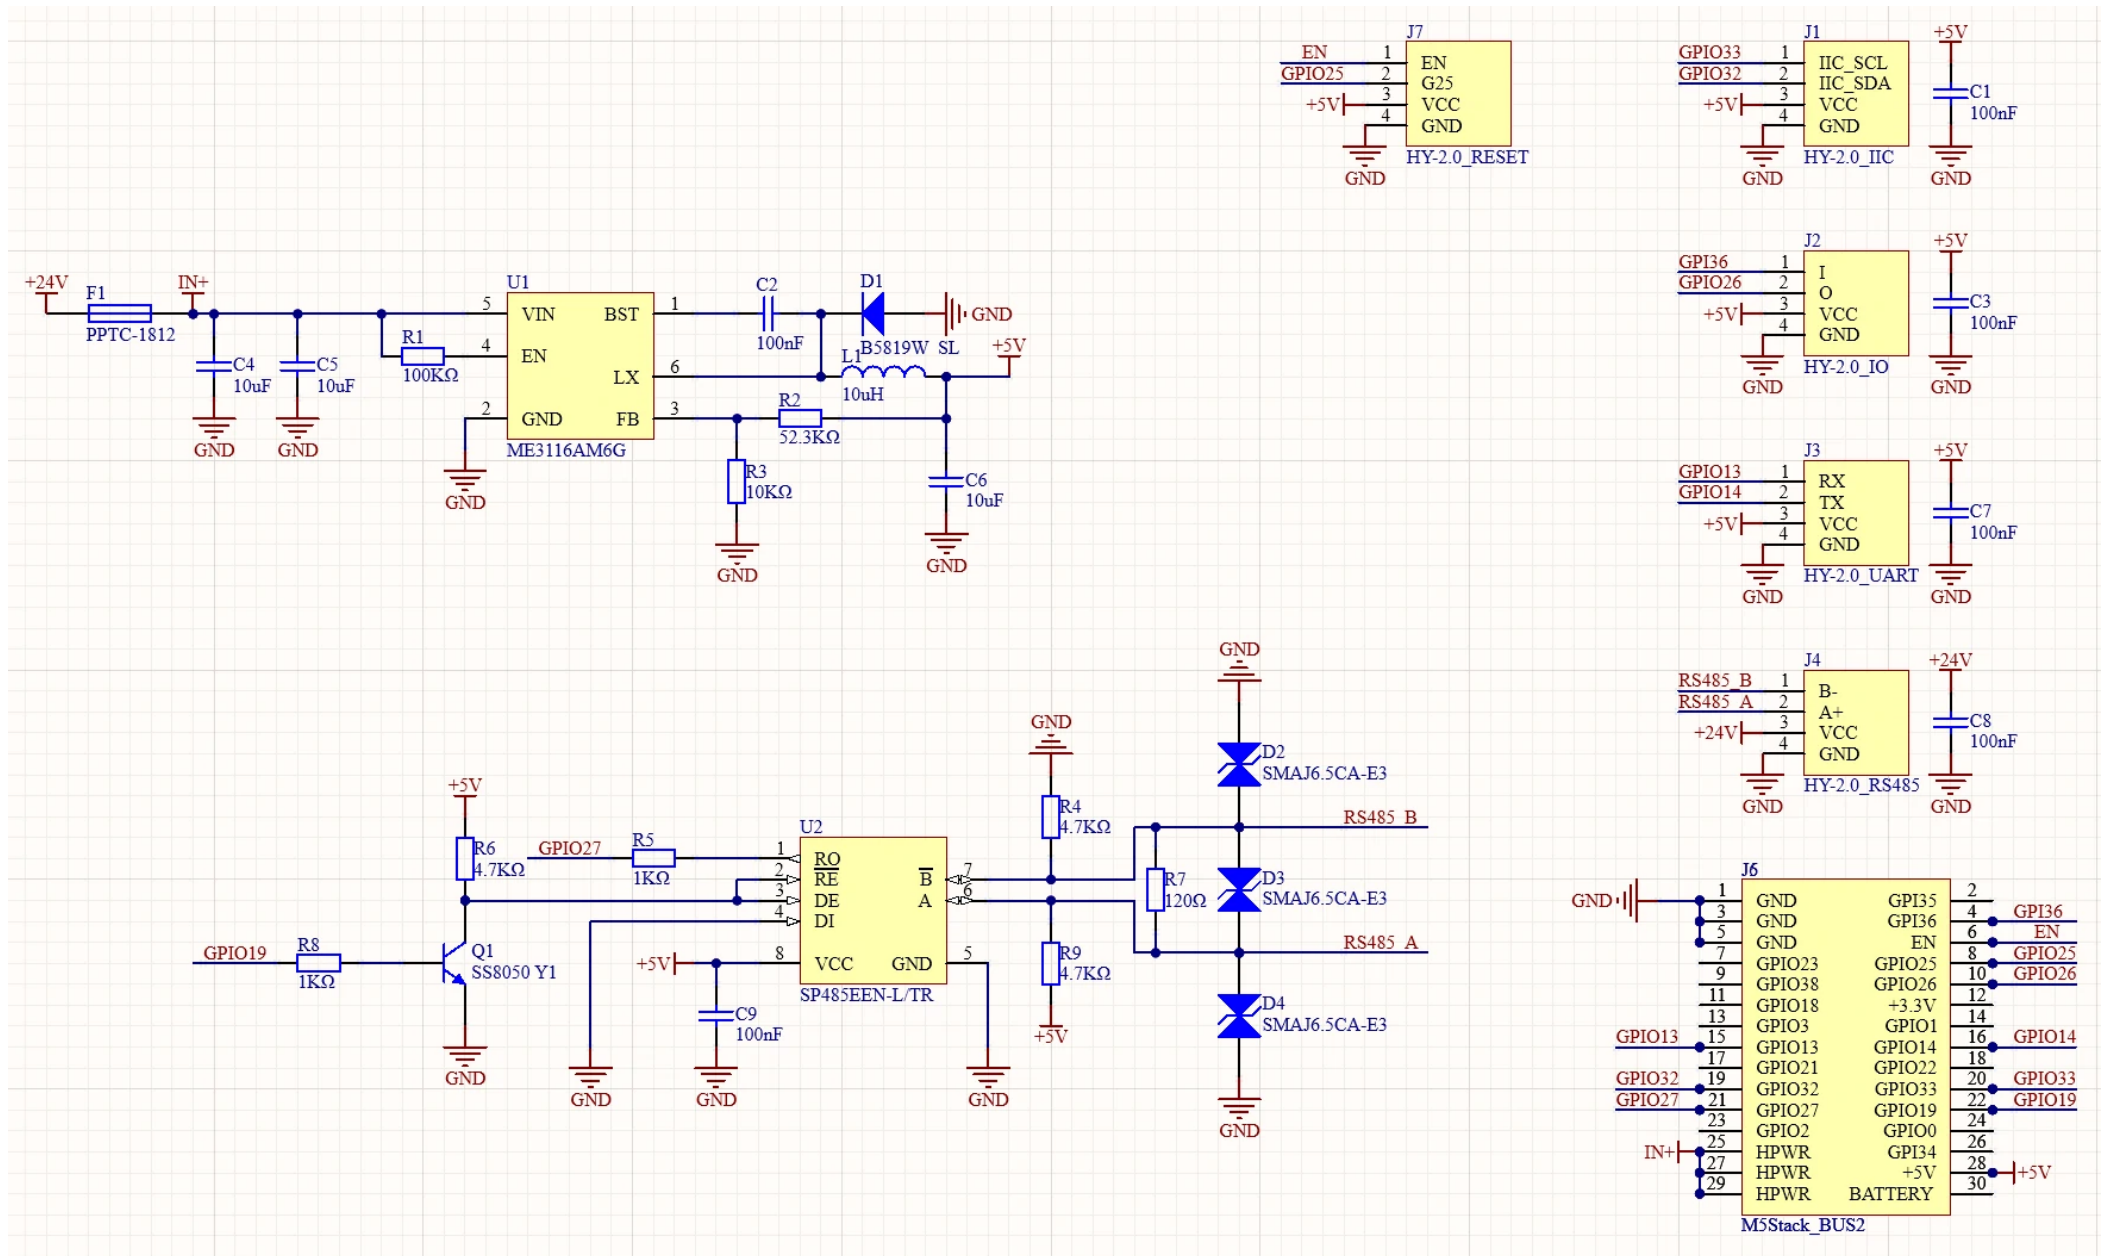 J7
EN 1 EN
GPIO25 2 G25
+5V 3 VCC
4 GND
HY-2.0_RESET
GND
J1
+5V
GPIO33 1 IIC_SCL
GPIO32 2 IIC_SDA
+5V 3 VCC
4 GND
C1
100nF
HY-2.0_IIC
GND
GND
J2
+5V
GPI36 1 I
GPIO26 2 O
+5V 3 VCC
4 GND
C3
100nF
HY-2.0_IO
GND
GND
J3
+5V
GPIO13 1 RX
GPIO14 2 TX
+5V 3 VCC
4 GND
C7
100nF
HY-2.0_UART
GND
GND
J4
+24V
RS485_B 1 B-
RS485_A 2 A+
+24V 3 VCC
4 GND
C8
100nF
HY-2.0_RS485
GND
GND
+24V
F1
PPTC-1812
IN+
C4
10uF
GND
C5
10uF
GND
R1
100KΩ
U1
5 VIN BST 1
4 EN
LX 6
2 GND FB 3
ME3116AM6G
GND
C2
100nF
D1
B5819W SL
GND
L1
10uH
+5V
R2
52.3KΩ
R3
10KΩ
GND
C6
10uF
GND
+5V
R6
4.7KΩ
GPIO27
R5
1KΩ
GPIO19
R8
1KΩ
Q1
SS8050 Y1
GND
U2
1 RO
2 RE B 7
3 DE A 6
4 DI
8 VCC GND 5
SP485EEN-L/TR
+5V
C9
100nF
GND
GND
GND
GND
R4
4.7KΩ
R9
4.7KΩ
+5V
R7
120Ω
GND
D2
SMAJ6.5CA-E3
RS485_B
D3
SMAJ6.5CA-E3
RS485_A
D4
SMAJ6.5CA-E3
GND
J6
GND 1 GND GPI35 2
3 GND GPI36 4 GPI36
5 GND EN 6 EN
7 GPIO23 GPIO25 8 GPIO25
9 GPIO38 GPIO26 10 GPIO26
11 GPIO18 +3.3V 12
13 GPIO3 GPIO1 14
GPIO13 15 GPIO13 GPIO14 16 GPIO14
17 GPIO21 GPIO22 18
GPIO32 19 GPIO32 GPIO33 20 GPIO33
GPIO27 21 GPIO27 GPIO19 22 GPIO19
23 GPIO2 GPIO0 24
IN+ 25 HPWR GPI34 26
27 HPWR +5V 28 +5V
29 HPWR BATTERY 30
M5Stack_BUS2